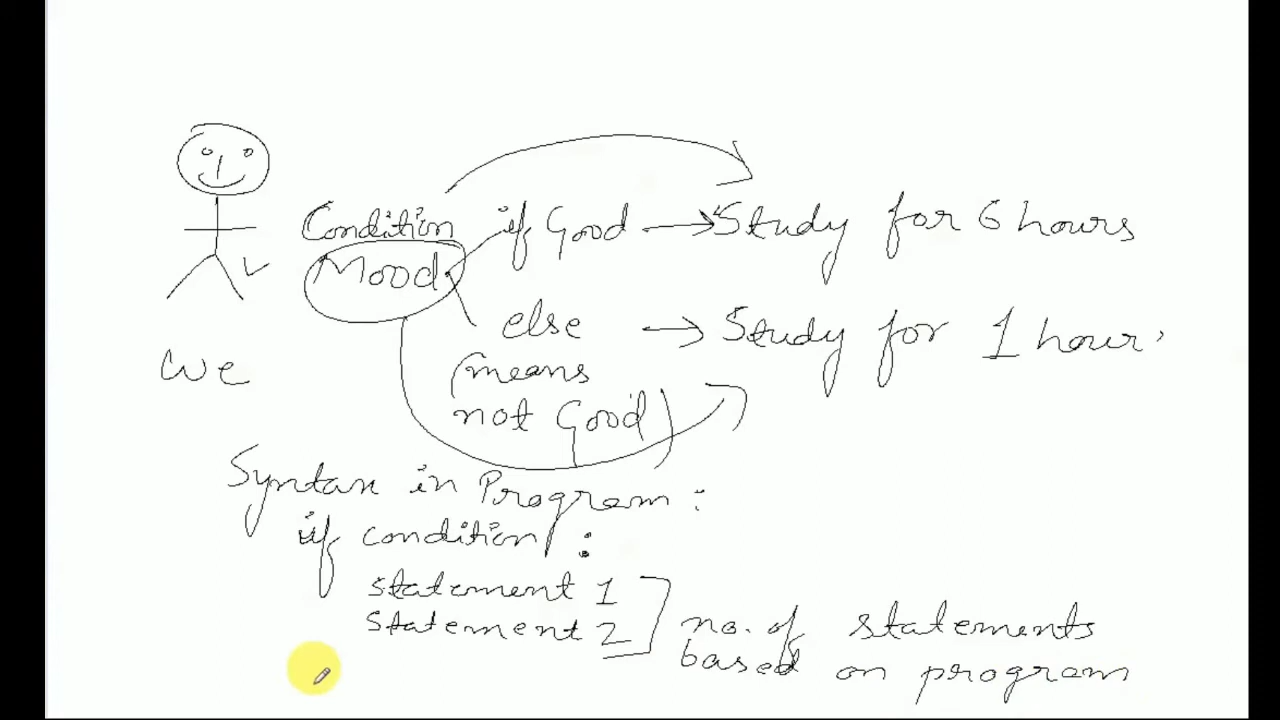 Condition if Good → Study for 6 hours
Mood
else → Study for 1 hour
(means
not Good)
we
Syntax in Program:
if condition :
statement 1
statement 2
no. of statements
based on program